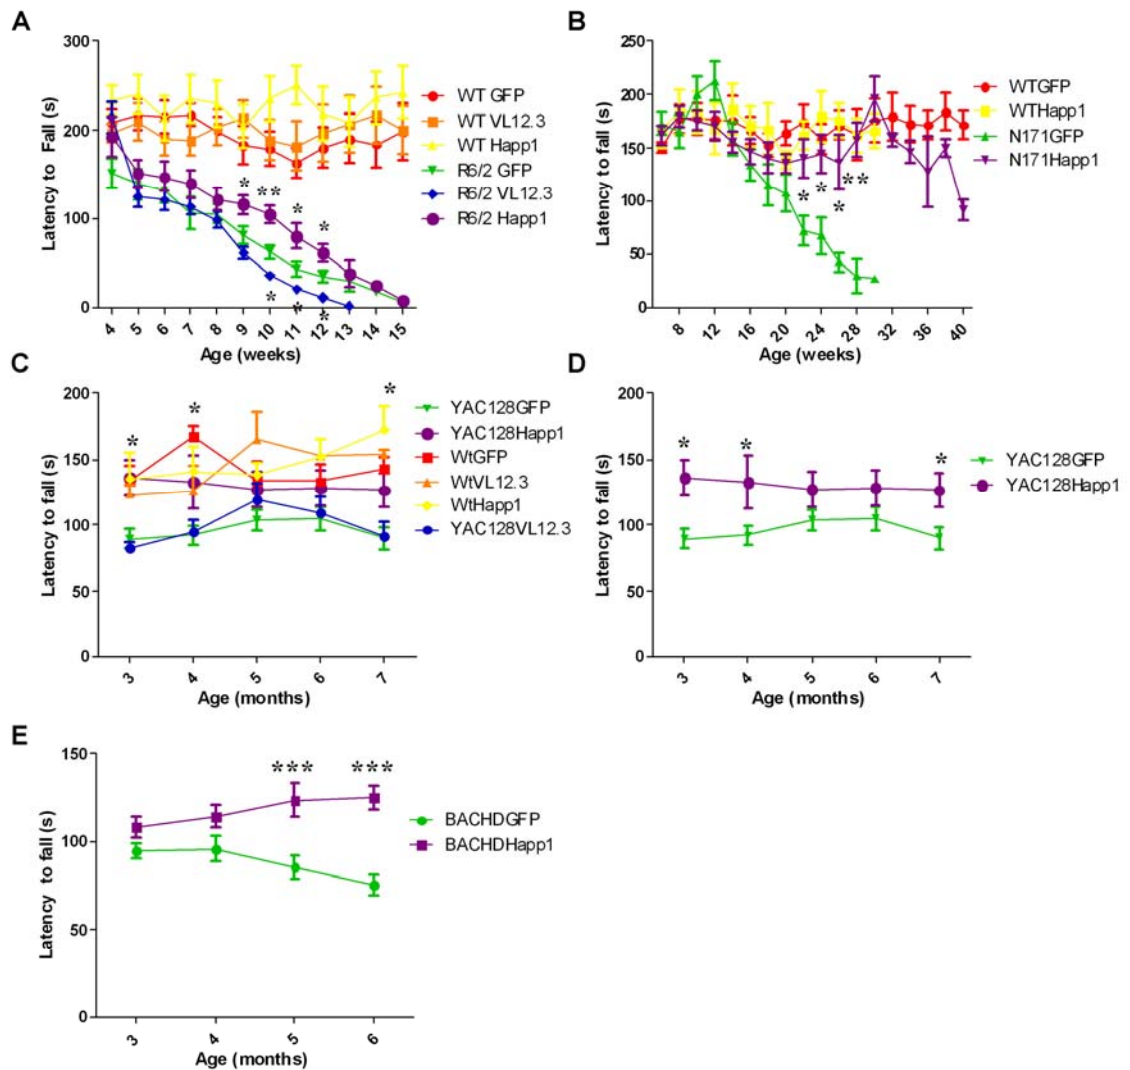 A
Latency to Fall (s)
300
200
100
0
4 5 6 7 8 9 10 11 12 13 14 15
Age (weeks)
* ** * *
* * *
WT GFP
WT VL12.3
WT Happ1
R6/2 GFP
R6/2 VL12.3
R6/2 Happ1
B
Latency to fall (s)
250
200
150
100
50
0
8 12 16 20 24 28 32 36 40
Age (weeks)
* * * **
WTGFP
WTHapp1
N171GFP
N171Happ1
C
Latency to fall (s)
200
150
100
50
0
3 4 5 6 7
Age (months)
* * *
YAC128GFP
YAC128Happ1
WtGFP
WtVL12.3
WtHapp1
YAC128VL12.3
D
Latency to fall (s)
200
150
100
50
0
3 4 5 6 7
Age (months)
* * *
YAC128GFP
YAC128Happ1
E
Latency to fall (s)
150
100
50
0
3 4 5 6
Age (months)
*** ***
BACHDGFP
BACHDHapp1